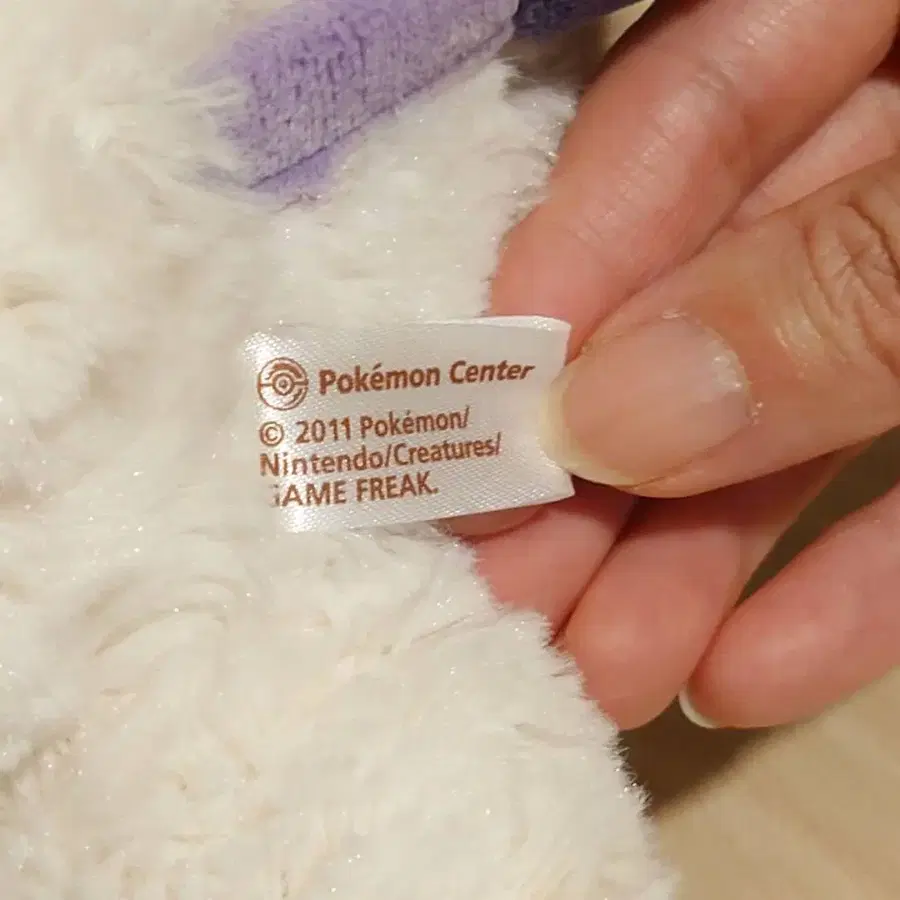 Pokémon Center
© 2011 Pokémon/
Nintendo/Creatures/
GAME FREAK.